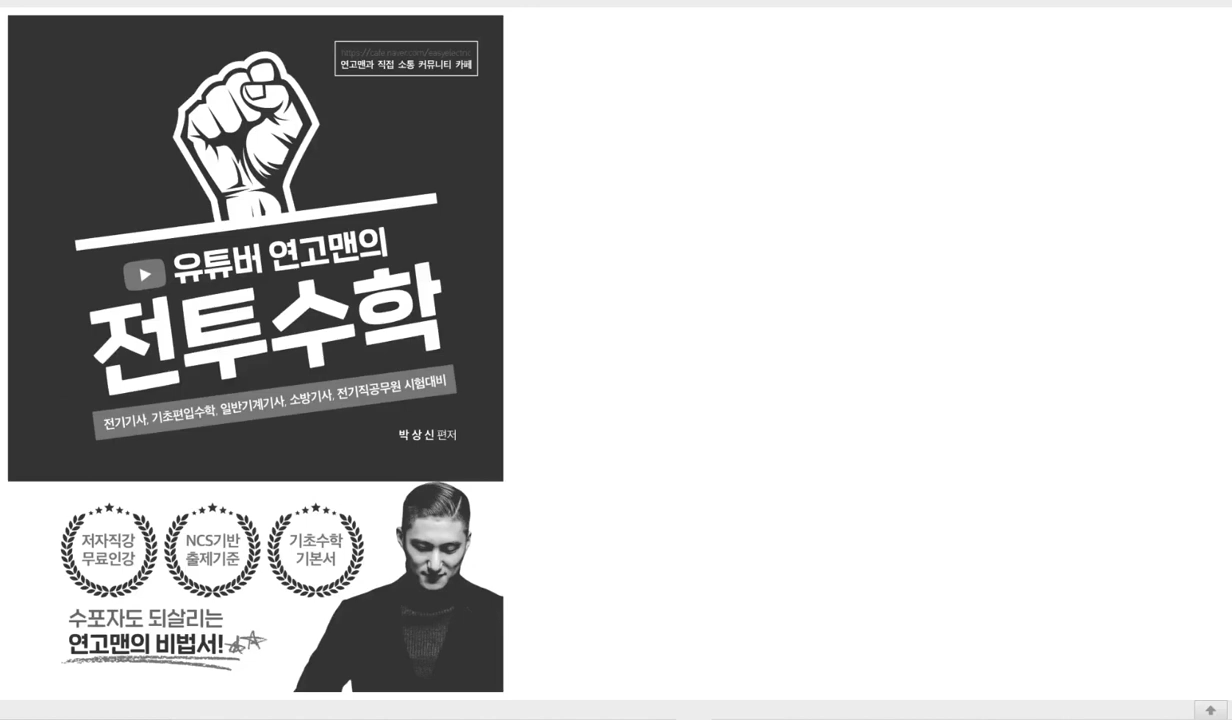 https://cafe.naver.com/easyelectric
연고맨과 직접 소통 커뮤니티 카페
유튜버 연고맨의
전투수학
전기기사, 기초편입수학, 일반기계기사, 소방기사, 전기직공무원 시험대비
박상신 편저
저자직강
무료인강
NCS기반
출제기준
기초수학
기본서
수포자도 되살리는
연고맨의 비법서!